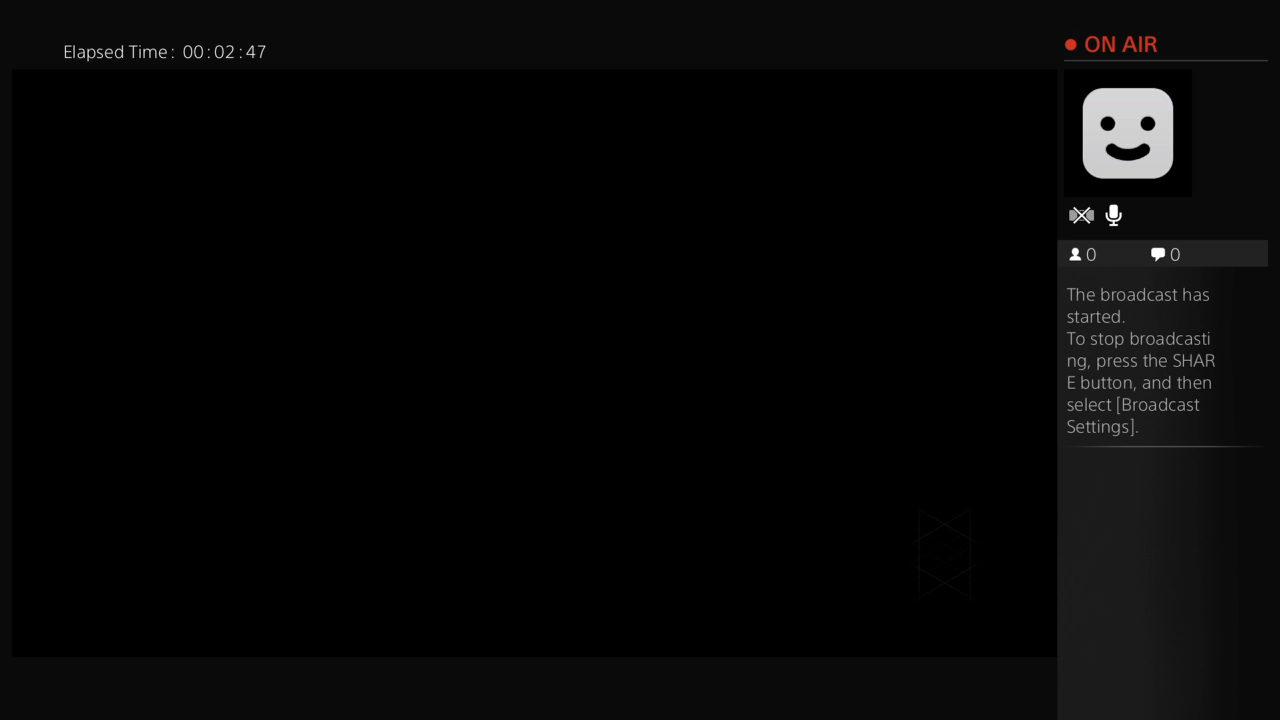 Elapsed Time: 00:02:47
ON AIR
0 0
The broadcast has
started.
To stop broadcasti
ng, press the SHAR
E button, and then
select [Broadcast
Settings].